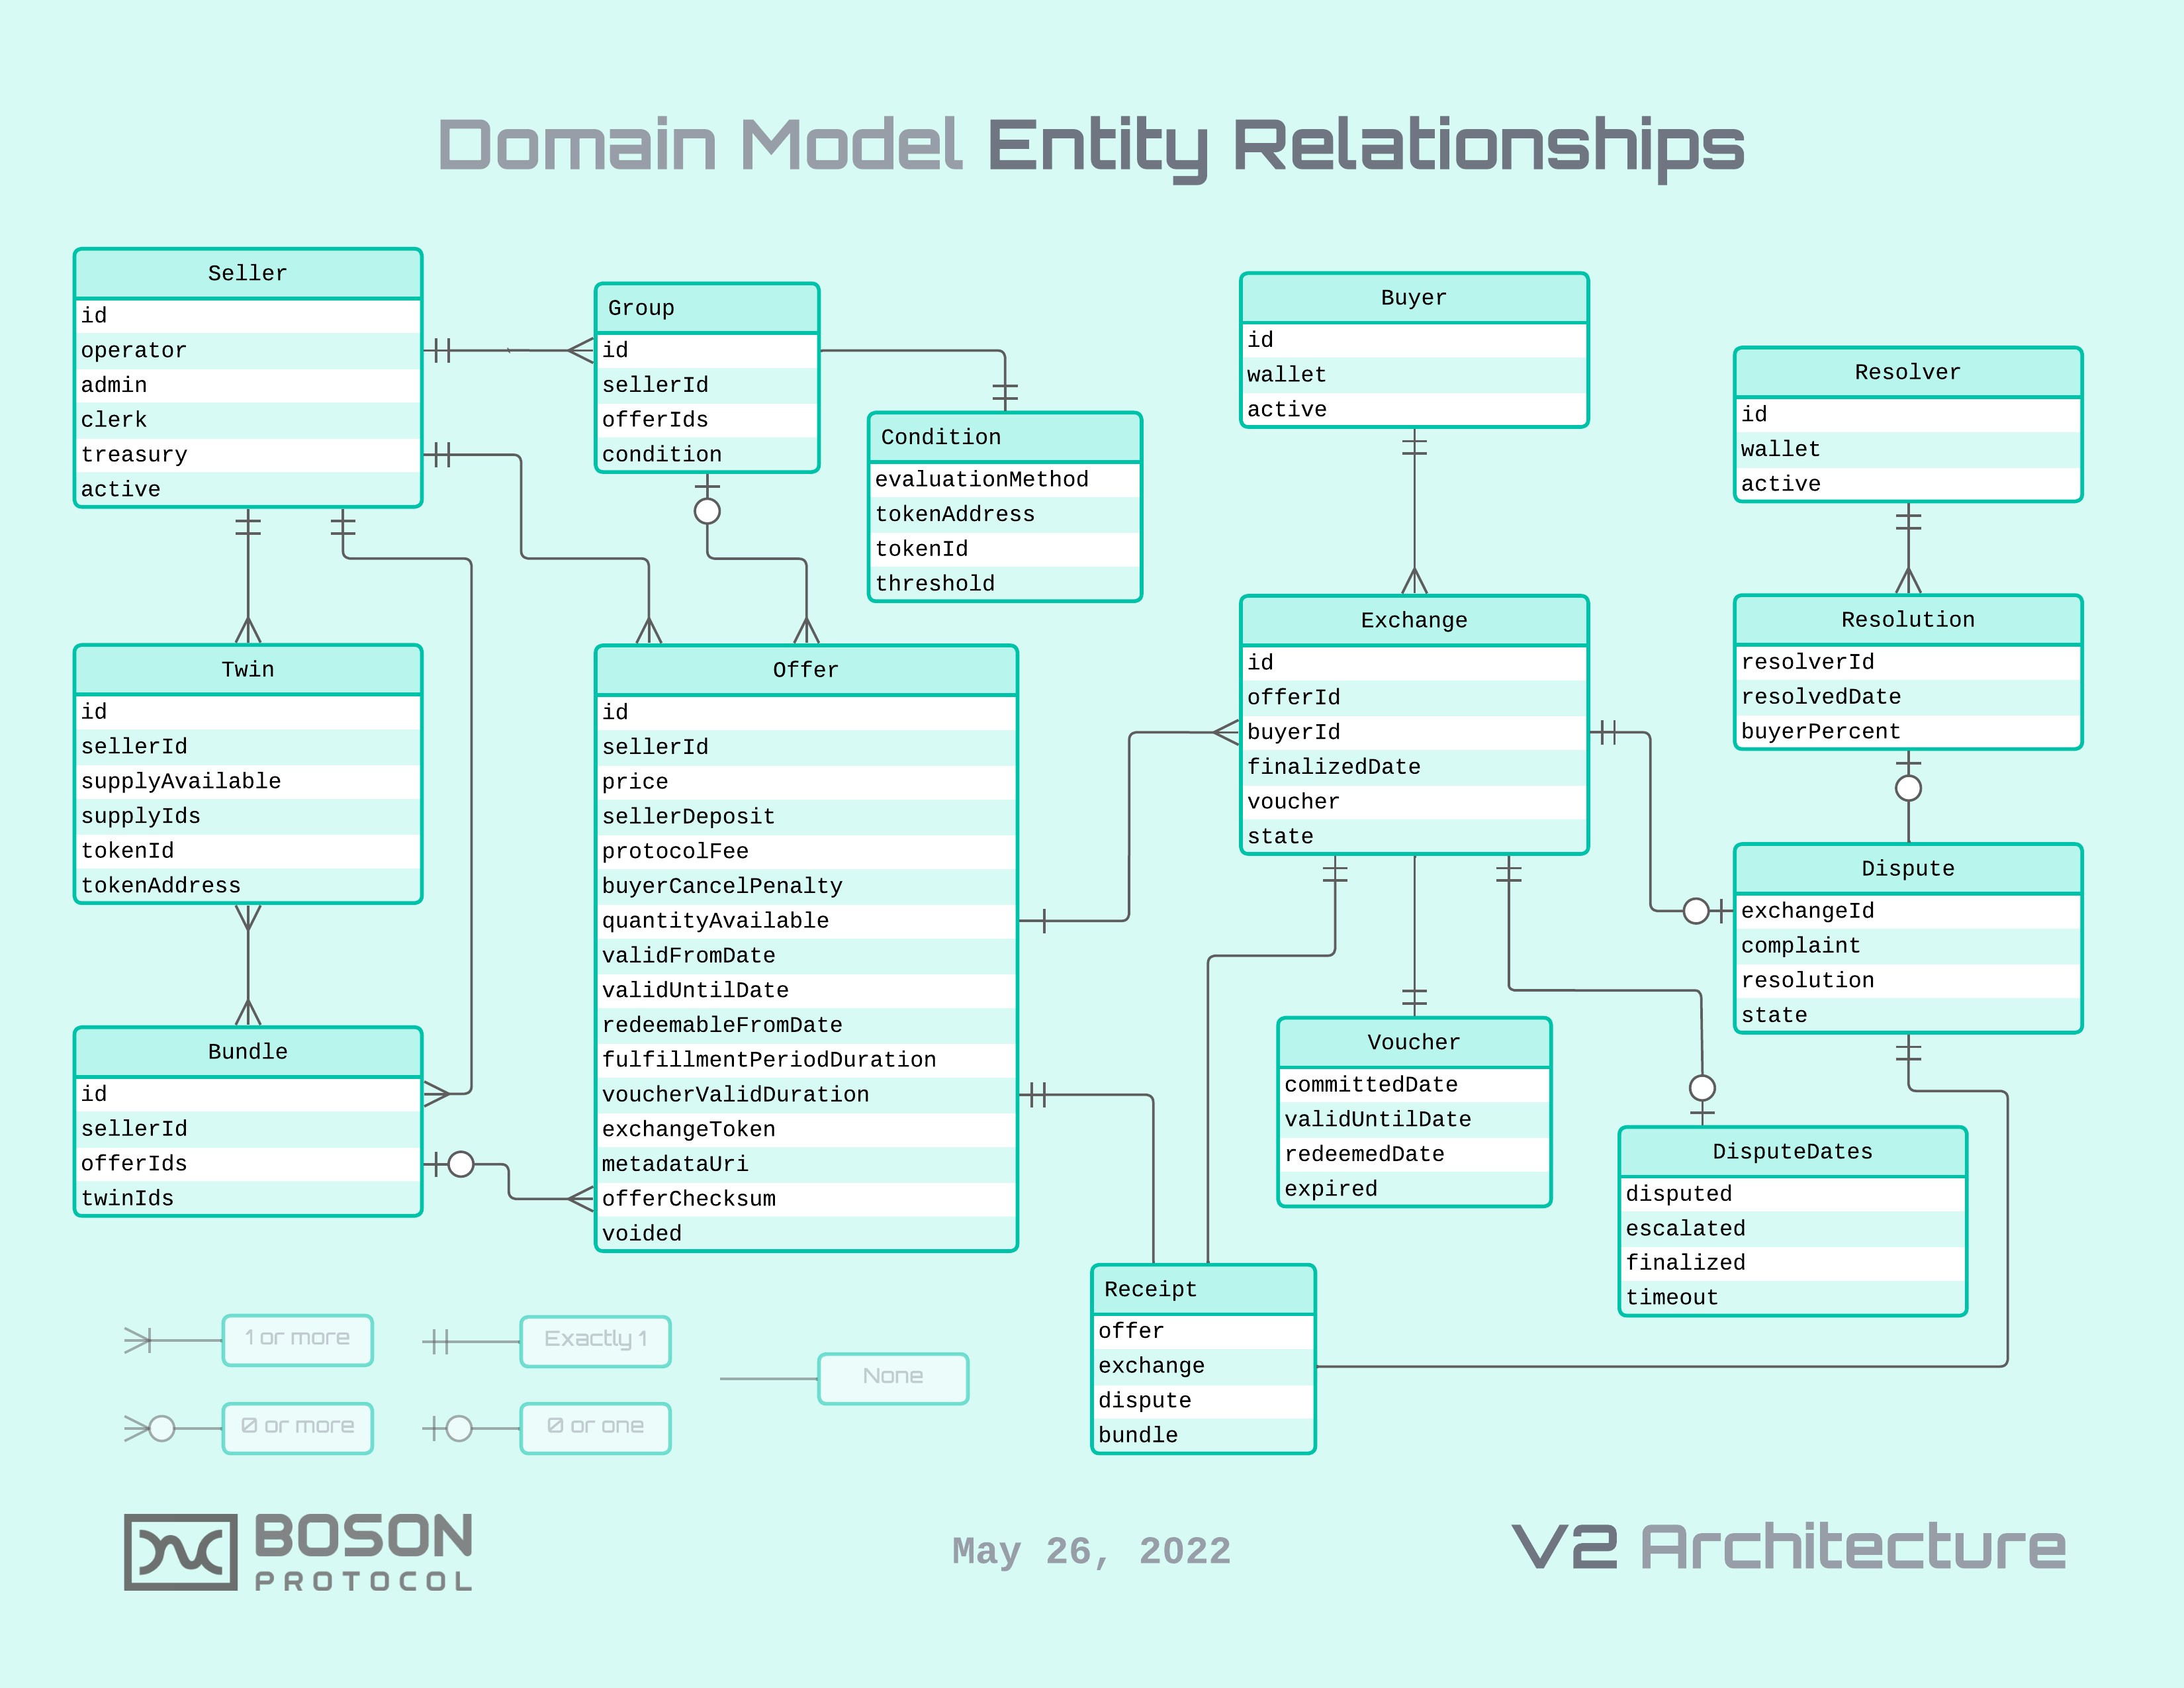 Domain Model Entity Relationships
Seller
id
operator
admin
clerk
treasury
active
Group
id
sellerId
offerIds
condition
Condition
evaluationMethod
tokenAddress
tokenId
threshold
Buyer
id
wallet
active
Resolver
id
wallet
active
Twin
id
sellerId
supplyAvailable
supplyIds
tokenId
tokenAddress
Offer
id
sellerId
price
sellerDeposit
protocolFee
buyerCancelPenalty
quantityAvailable
validFromDate
validUntilDate
redeemableFromDate
fulfillmentPeriodDuration
voucherValidDuration
exchangeToken
metadataUri
offerChecksum
voided
Exchange
id
offerId
buyerId
finalizedDate
voucher
state
Resolution
resolverId
resolvedDate
buyerPercent
Dispute
exchangeId
complaint
resolution
state
Bundle
id
sellerId
offerIds
twinIds
Voucher
committedDate
validUntilDate
redeemedDate
expired
DisputeDates
disputed
escalated
finalized
timeout
Receipt
offer
exchange
dispute
bundle
1 or more
Exactly 1
None
0 or more
0 or one
BOSON
PROTOCOL
May 26, 2022
V2 Architecture